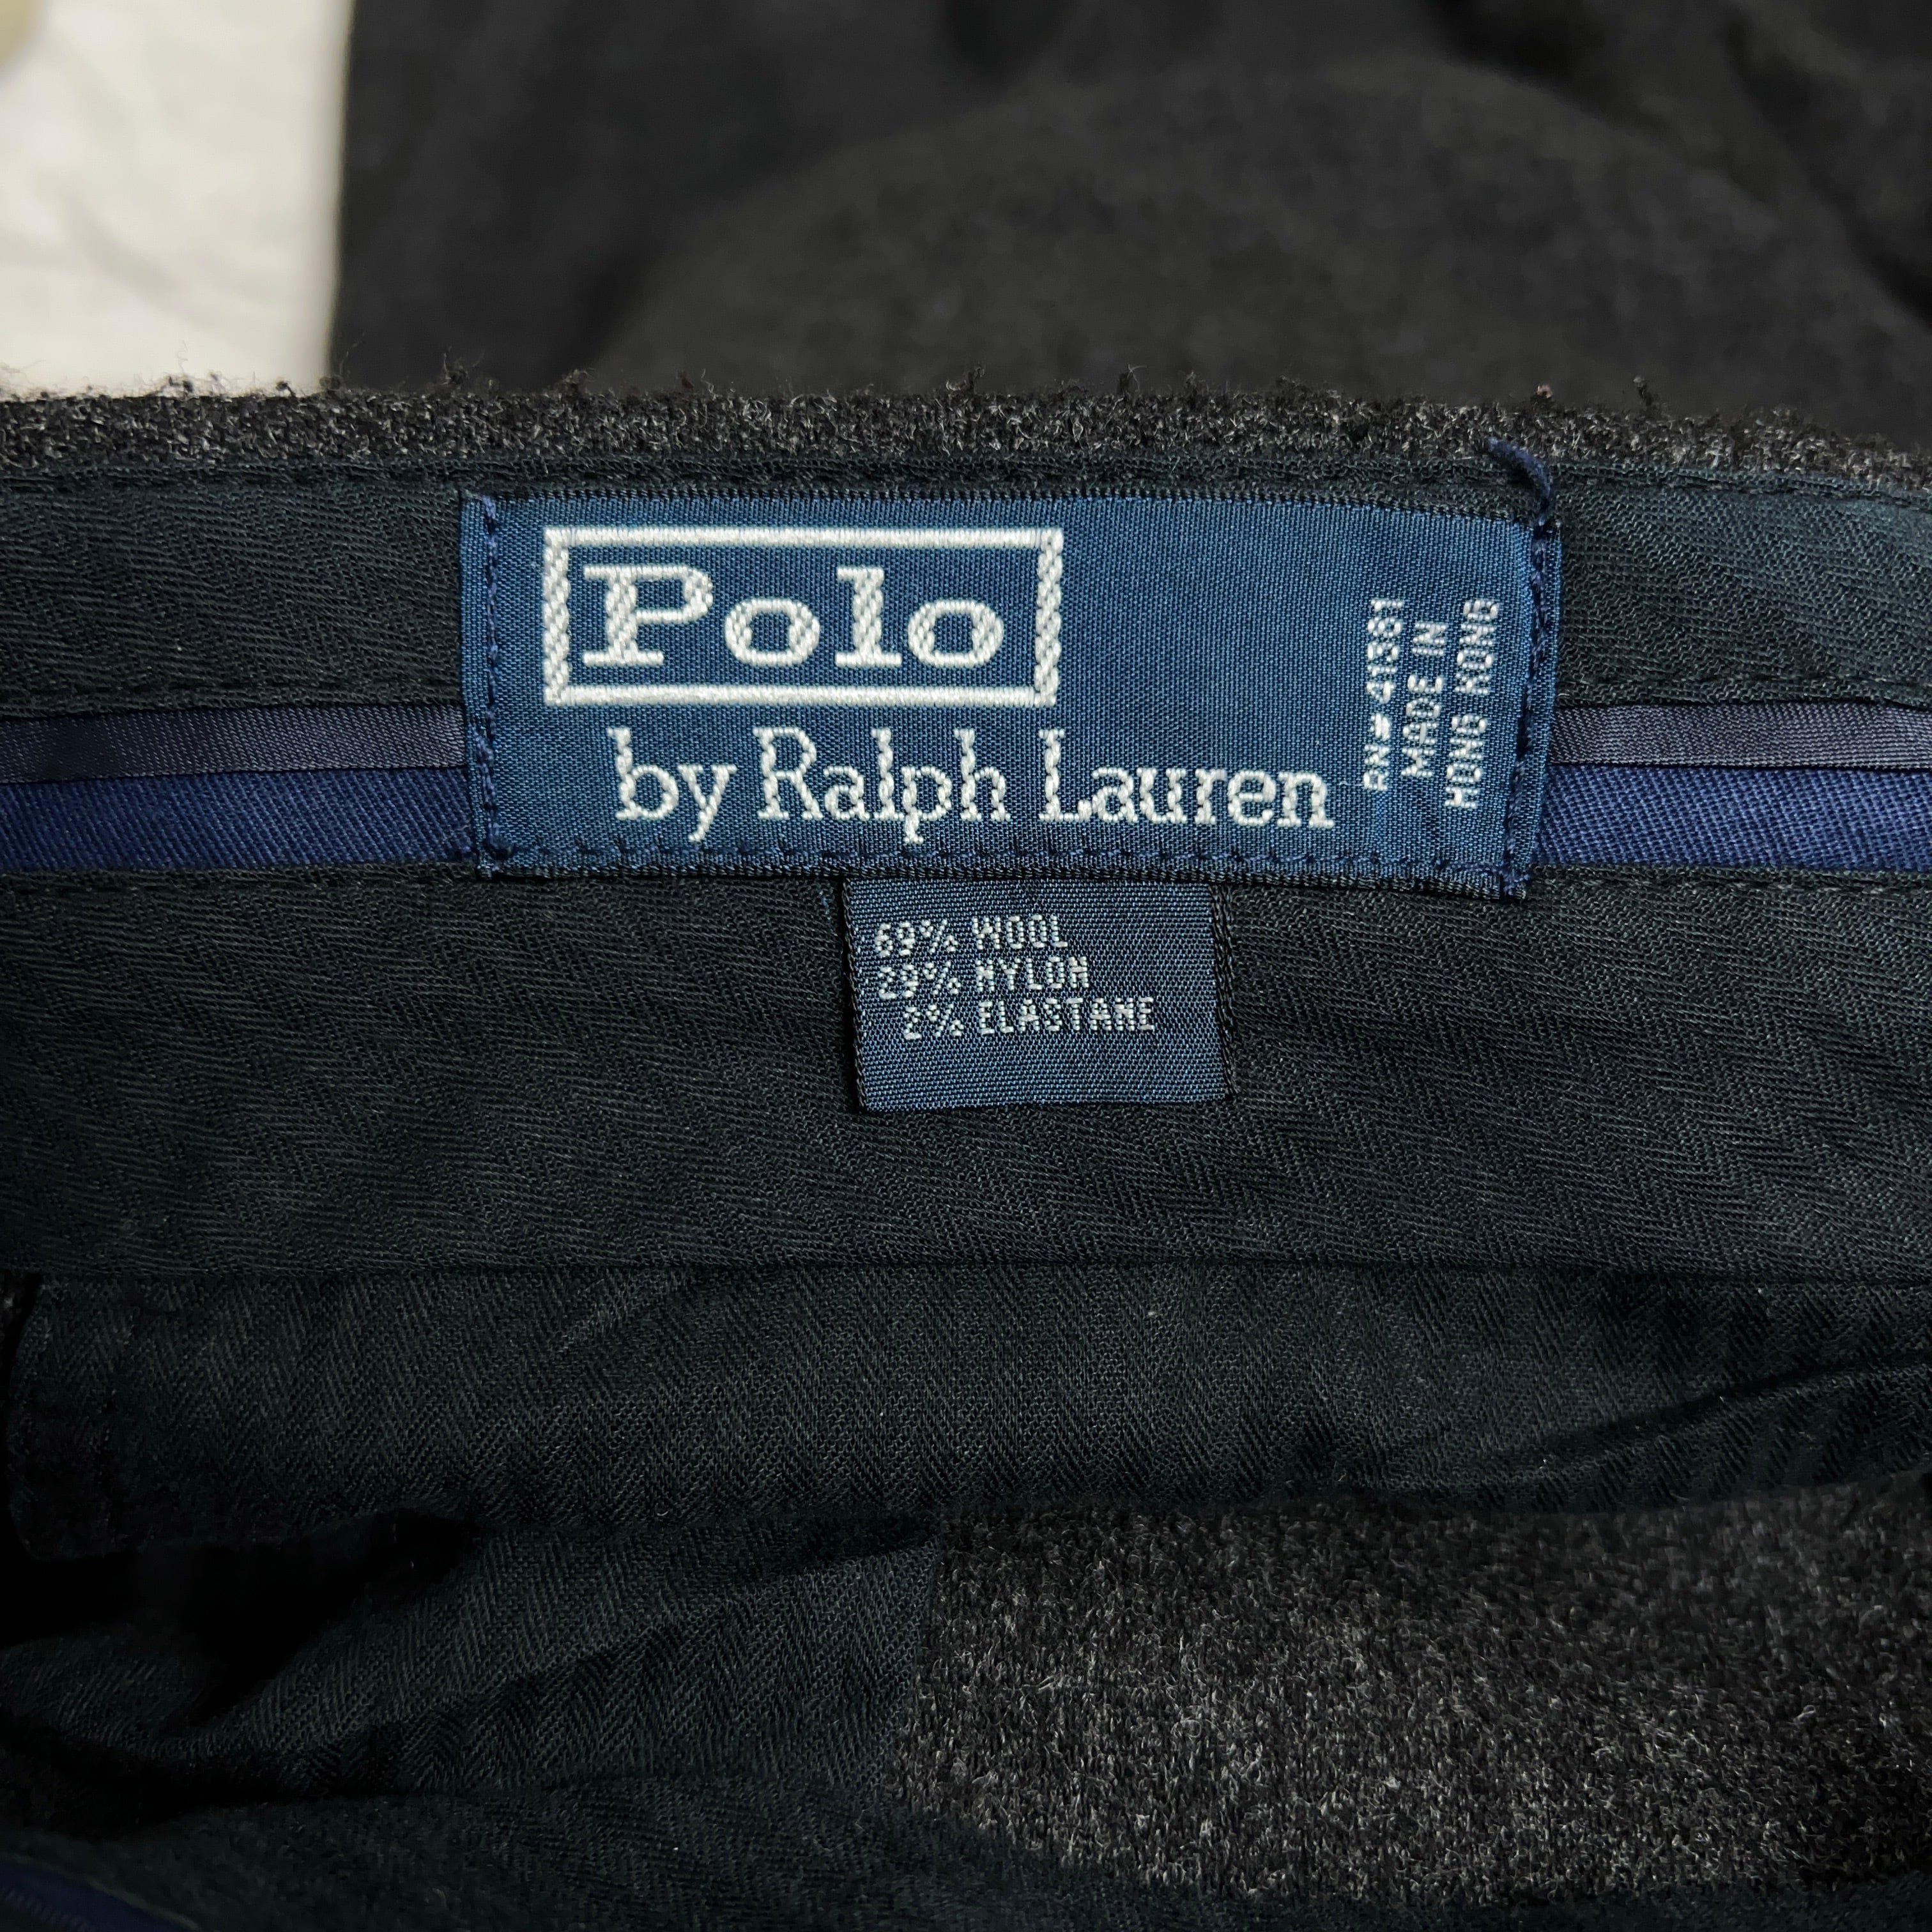 Polo
by Ralph Lauren
RN# 41381
MADE IN
HONG KONG
69% WOOL
29% NYLON
2% ELASTANE